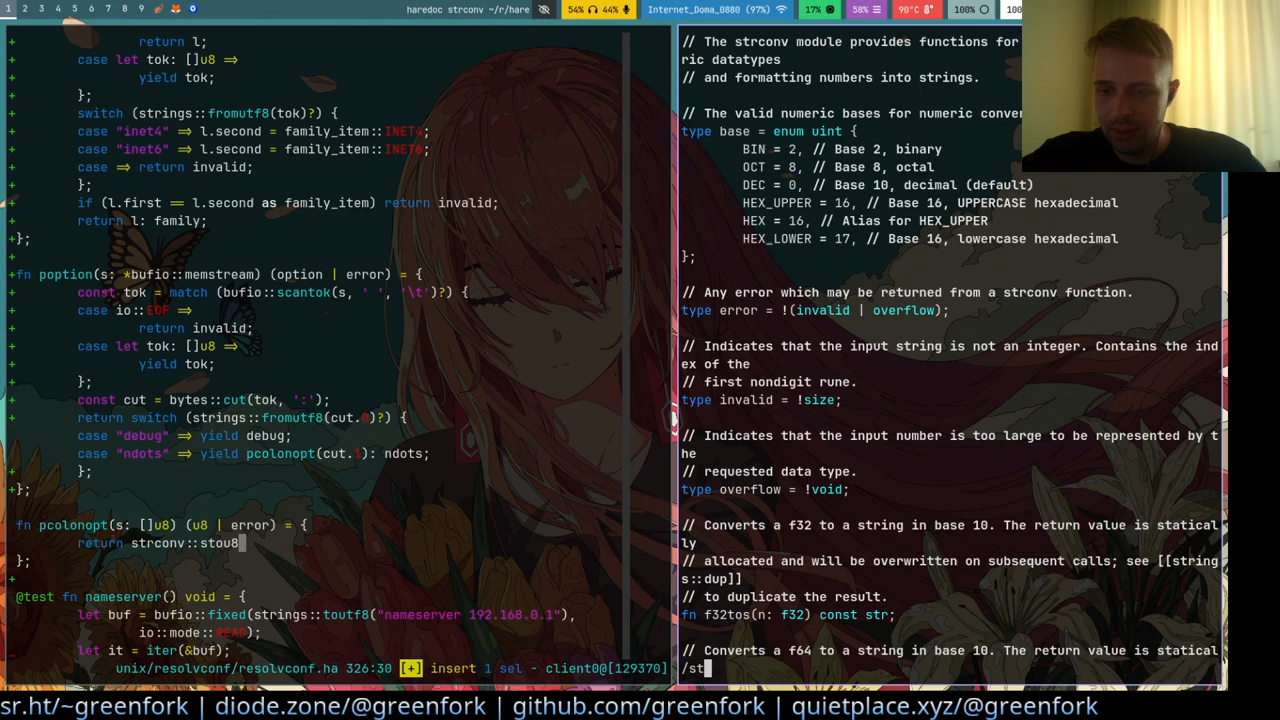 1 2 3 4 5 6 7 8 9
haredoc strconv ~/r/hare
54% 44%
Internet_Doma_0880 (97%)
17%
58%
90°C
100%
100
+ return l;
+ case let tok: []u8 =>
+ yield tok;
+ };
+ switch (strings::fromutf8(tok)?) {
+ case "inet4" => l.second = family_item::INET4;
+ case "inet6" => l.second = family_item::INET6;
+ case => return invalid;
+ };
+ if (l.first == l.second as family_item) return invalid;
+ return l: family;
+};
+
+fn poption(s: *bufio::memstream) (option | error) = {
+ const tok = match (bufio::scantok(s, ' ', '\t')?) {
+ case io::EOF =>
+ return invalid;
+ case let tok: []u8 =>
+ yield tok;
+ };
+ const cut = bytes::cut(tok, ':');
+ return switch (strings::fromutf8(cut.0)?) {
+ case "debug" => yield debug;
+ case "ndots" => yield pcolonopt(cut.1): ndots;
+ };
+};
fn pcolonopt(s: []u8) (u8 | error) = {
return strconv::stou8
};
+
@test fn nameserver() void = {
let buf = bufio::fixed(strings::toutf8("nameserver 192.168.0.1"),
io::mode::READ);
let it = iter(&buf);
unix/resolvconf/resolvconf.ha 326:30 [+] insert 1 sel - client0@[129370]
// The strconv module provides functions for
ric datatypes
// and formatting numbers into strings.
// The valid numeric bases for numeric conver
type base = enum uint {
BIN = 2, // Base 2, binary
OCT = 8, // Base 8, octal
DEC = 0, // Base 10, decimal (default)
HEX_UPPER = 16, // Base 16, UPPERCASE hexadecimal
HEX = 16, // Alias for HEX_UPPER
HEX_LOWER = 17, // Base 16, lowercase hexadecimal
};
// Any error which may be returned from a strconv function.
type error = !(invalid | overflow);
// Indicates that the input string is not an integer. Contains the ind
ex of the
// first nondigit rune.
type invalid = !size;
// Indicates that the input number is too large to be represented by t
he
// requested data type.
type overflow = !void;
// Converts a f32 to a string in base 10. The return value is statical
ly
// allocated and will be overwritten on subsequent calls; see [[string
s::dup]]
// to duplicate the result.
fn f32tos(n: f32) const str;
// Converts a f64 to a string in base 10. The return value is statical
/st
sr.ht/~greenfork | diode.zone/@greenfork | github.com/greenfork | quietplace.xyz/@greenfork